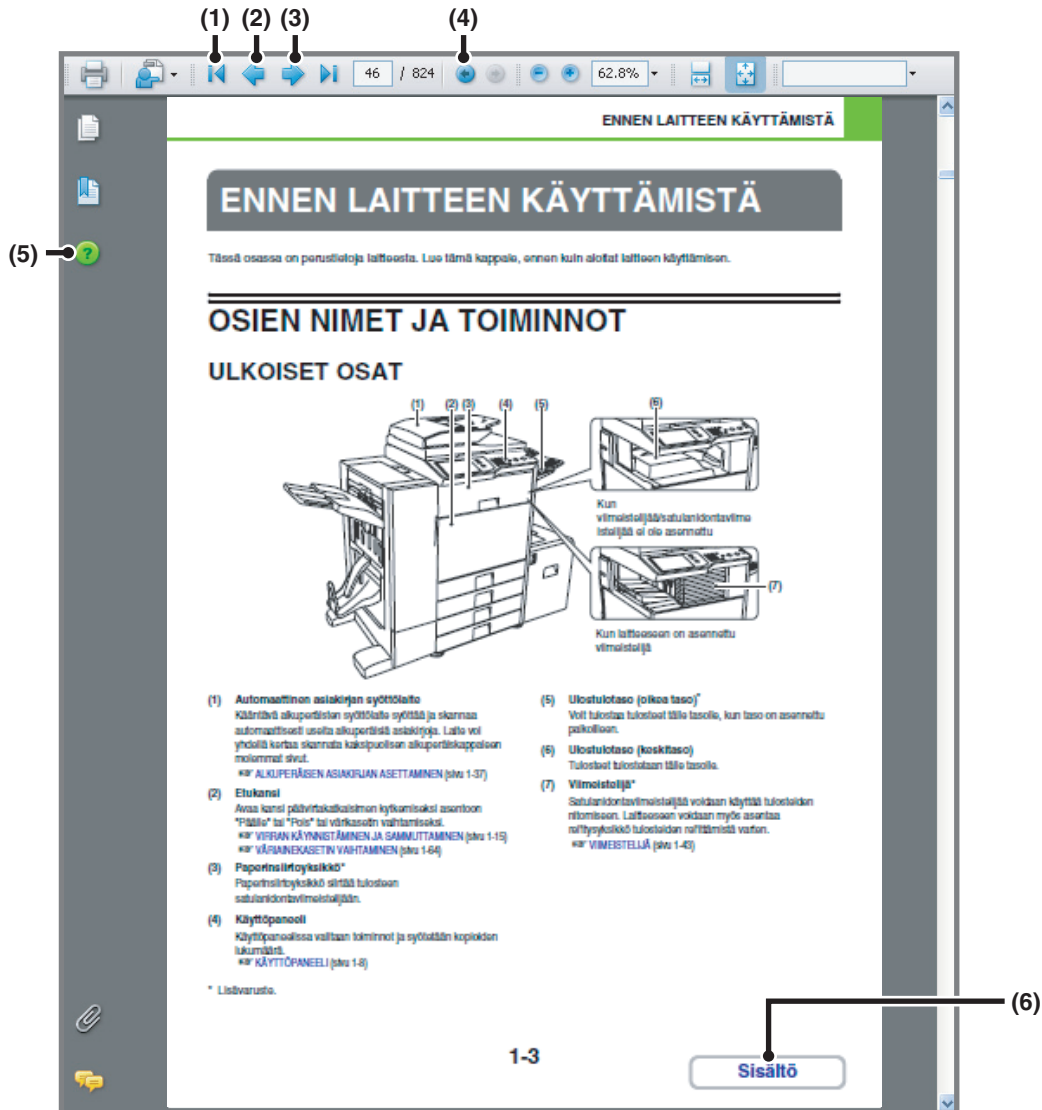 (1) (2) (3) (4)
46 / 824 62.8%
ENNEN LAITTEEN KÄYTTÄMISTÄ
ENNEN LAITTEEN KÄYTTÄMISTÄ
(5)
Tässä osassa on perustietoja laitteesta. Lue tämä kappale, ennen kuin aloitat laitteen käyttämisen.
OSIEN NIMET JA TOIMINNOT
ULKOISET OSAT
(1) (2) (3) (4) (5) (6)
Kun
viimeistelijää/satulanidontaviime
istelijää ei ole asennettu
(7)
Kun laitteeseen on asennettu
viimeistelijä
(1) Automaattinen asiakirjan syöttölaite
Kääntävä alkuperäisten syöttölaite syöttää ja skannaa
automaattisesti useita alkuperäisiä asiakirjoja. Laite voi
yhdellä kertaa skannata kaksipuolisen alkuperäiskappaleen
molemmat sivut.
☞ ALKUPERÄISEN ASIAKIRJAN ASETTAMINEN (sivu 1-37)
(2) Etukansi
Avaa kansi päävirtakatkaisimen kytkemiseksi asentoon
"Päälle" tai "Pois" tai värikasetin vaihtamiseksi.
☞ VIRRAN KÄYNNISTÄMINEN JA SAMMUTTAMINEN (sivu 1-15)
☞ VÄRIAINEKASETIN VAIHTAMINEN (sivu 1-64)
(3) Paperinsiirtoyksikkö*
Paperinsiirtoyksikkö siirtää tulosteen
satulanidontaviimeistelijään.
(4) Käyttöpaneeli
Käyttöpaneelissa valitaan toiminnot ja syötetään kopioiden
lukumäärä.
☞ KÄYTTÖPANEELI (sivu 1-8)
(5) Ulostulotaso (oikea taso)*
Voit tulostaa tulosteet tälle tasolle, kun taso on asennettu
paikoilleen.
(6) Ulostulotaso (keskitaso)
Tulosteet tulostetaan tälle tasolle.
(7) Viimeistelijä*
Satulanidontaviimeistelijää voidaan käyttää tulosteiden
nitomiseen. Laitteeseen voidaan myös asentaa
rei'itysyksikkö tulosteiden rei'ittämistä varten.
☞ VIIMEISTELIJÄ (sivu 1-43)
* Lisävaruste.
(6)
1-3
Sisältö